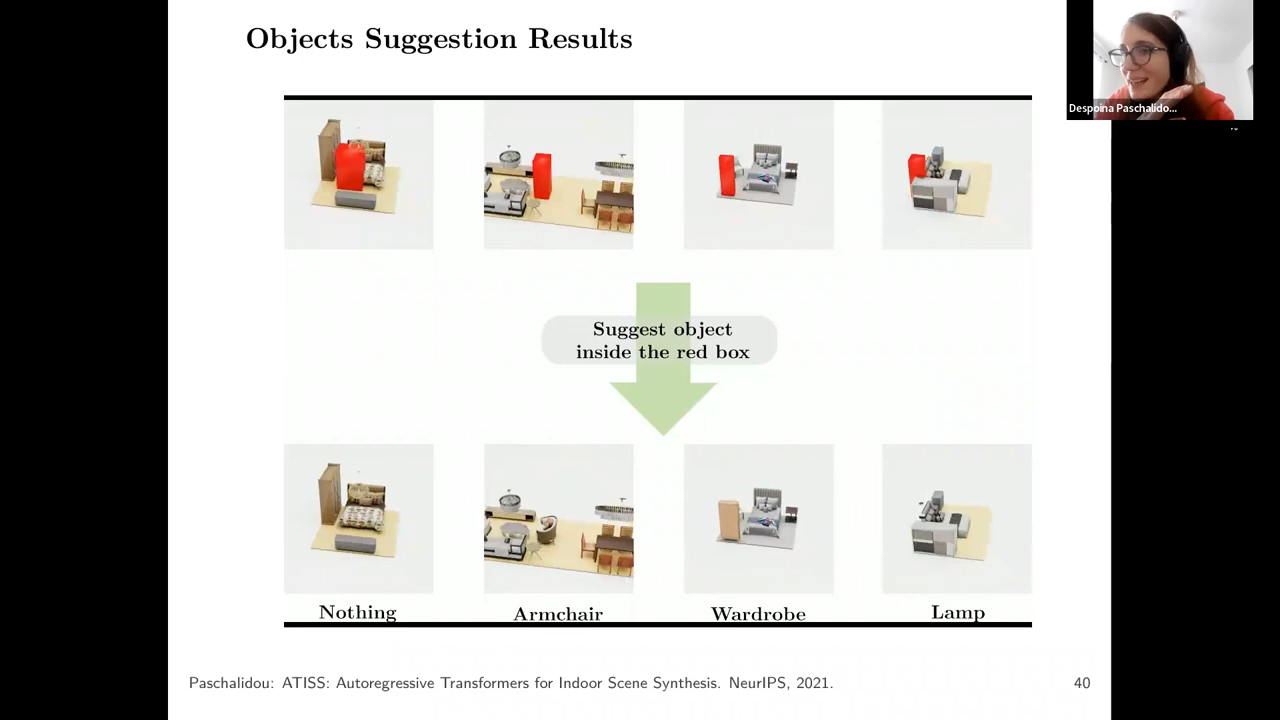 Objects Suggestion Results
Despoina Paschalido...
Suggest object
inside the red box
Nothing
Armchair
Wardrobe
Lamp
Paschalidou: ATISS: Autoregressive Transformers for Indoor Scene Synthesis. NeurIPS, 2021.
40